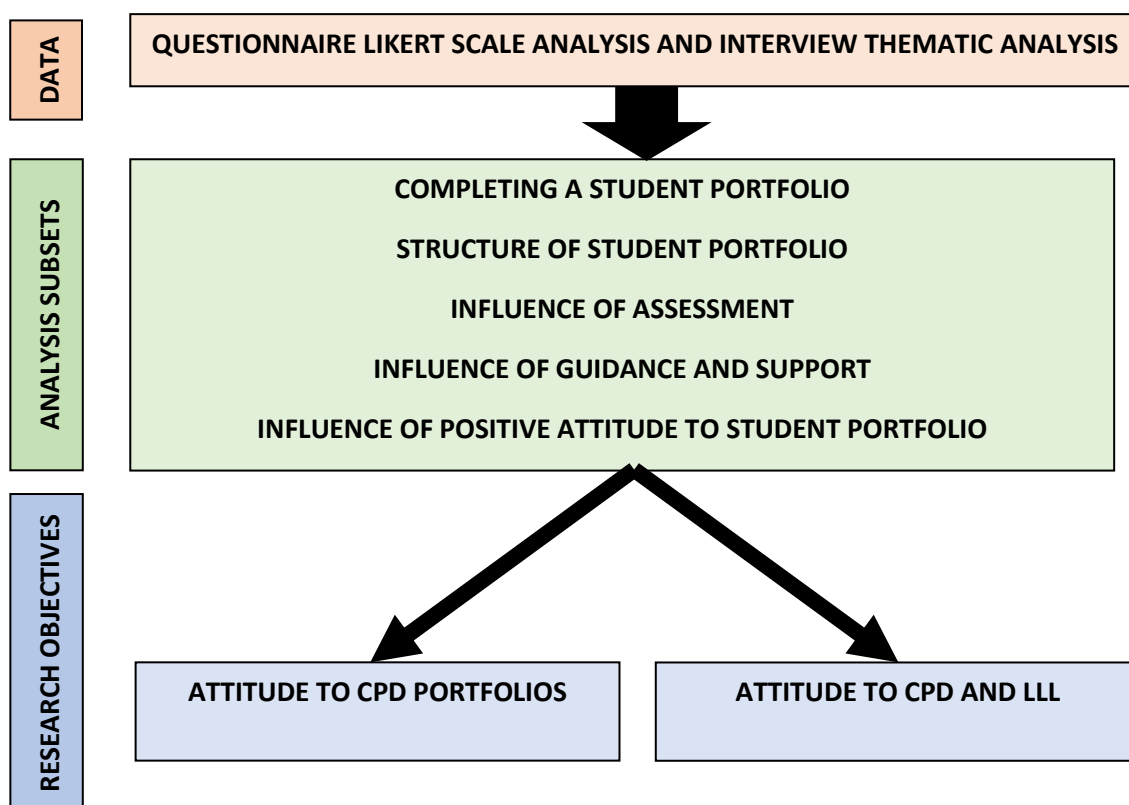 DATA
QUESTIONNAIRE LIKERT SCALE ANALYSIS AND INTERVIEW THEMATIC ANALYSIS
ANALYSIS SUBSETS
COMPLETING A STUDENT PORTFOLIO
STRUCTURE OF STUDENT PORTFOLIO
INFLUENCE OF ASSESSMENT
INFLUENCE OF GUIDANCE AND SUPPORT
INFLUENCE OF POSITIVE ATTITUDE TO STUDENT PORTFOLIO
RESEARCH OBJECTIVES
ATTITUDE TO CPD PORTFOLIOS
ATTITUDE TO CPD AND LLL